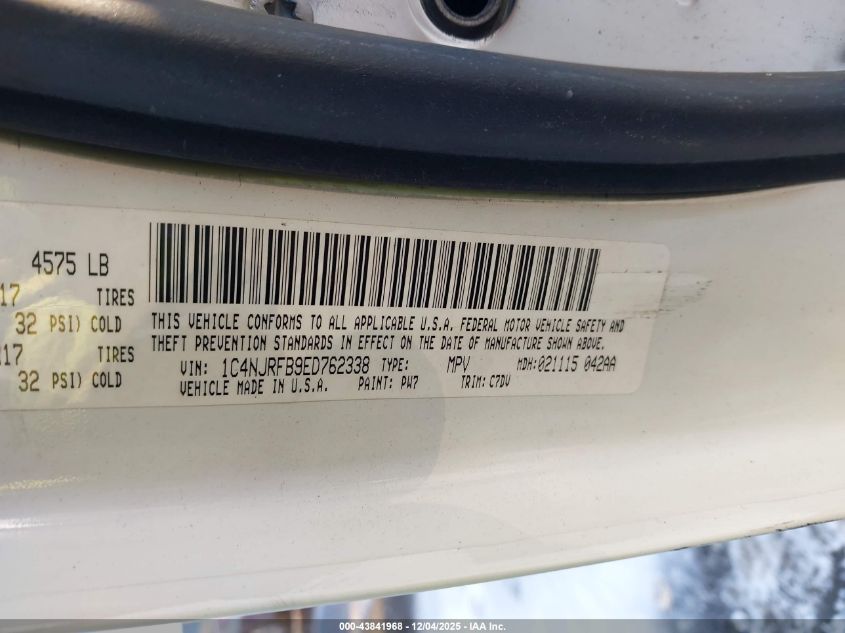 4575 LB
17 TIRES
32 PSI) COLD
17 TIRES
32 PSI) COLD
THIS VEHICLE CONFORMS TO ALL APPLICABLE U.S.A. FEDERAL MOTOR VEHICLE SAFETY AND
THEFT PREVENTION STANDARDS IN EFFECT ON THE DATE OF MANUFACTURE SHOWN ABOVE.
VIN: 1C4NJRFB9ED762338 TYPE: MPV MDH:021115 042AA
VEHICLE MADE IN U.S.A. PAINT: PW7 TRIM: C7DV
000-43841968 - 12/04/2025 - IAA Inc.